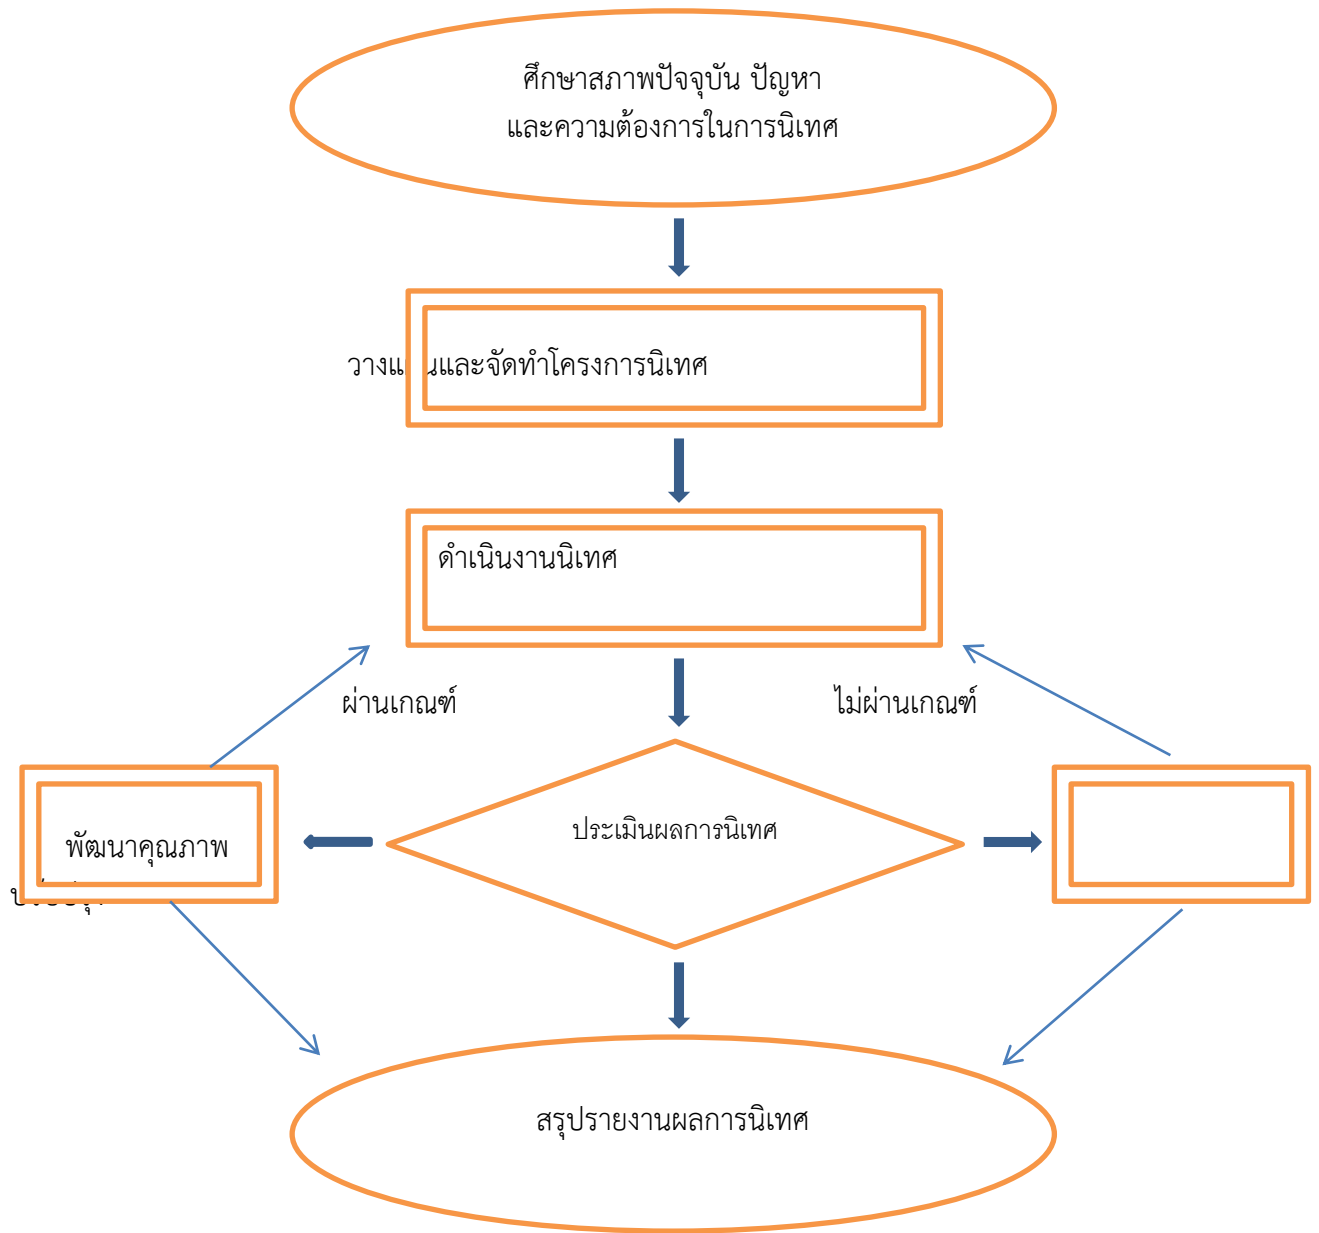 ศึกษาสภาพปัจจุบัน ปัญหา
และความต้องการในการนิเทศ
วางแผนและจัดทำโครงการนิเทศ
ดำเนินงานนิเทศ
ผ่านเกณฑ์
ไม่ผ่านเกณฑ์
ประเมินผลการนิเทศ
พัฒนาคุณภาพ
สรุปรายงานผลการนิเทศ